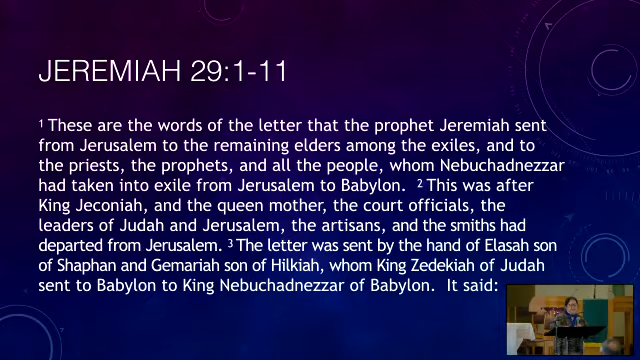 JEREMIAH 29:1-11
1 These are the words of the letter that the prophet Jeremiah sent
from Jerusalem to the remaining elders among the exiles, and to
the priests, the prophets, and all the people, whom Nebuchadnezzar
had taken into exile from Jerusalem to Babylon. 2 This was after
King Jeconiah, and the queen mother, the court officials, the
leaders of Judah and Jerusalem, the artisans, and the smiths had
departed from Jerusalem. 3 The letter was sent by the hand of Elasah son
of Shaphan and Gemariah son of Hilkiah, whom King Zedekiah of Judah
sent to Babylon to King Nebuchadnezzar of Babylon. It said: